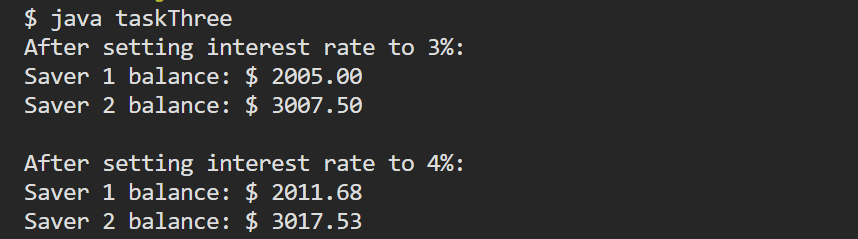 $ java taskThree
After setting interest rate to 3%:
Saver 1 balance: $ 2005.00
Saver 2 balance: $ 3007.50

After setting interest rate to 4%:
Saver 1 balance: $ 2011.68
Saver 2 balance: $ 3017.53